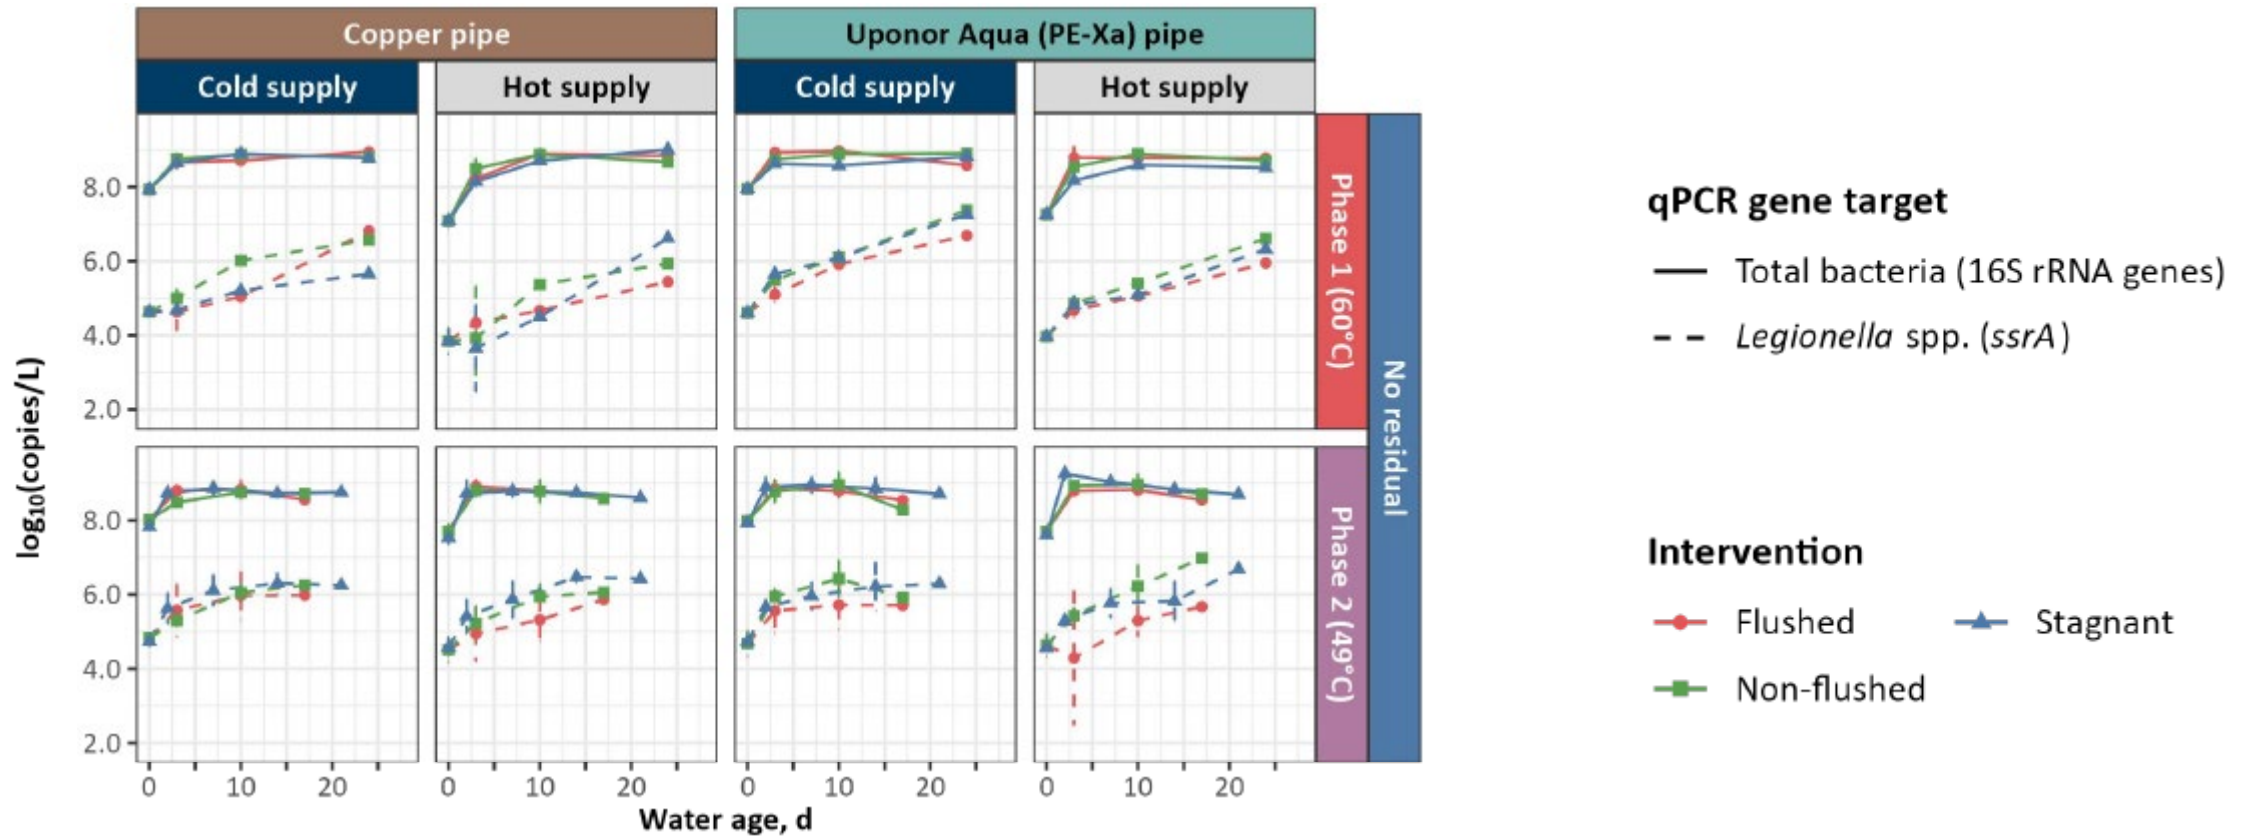 Copper pipe
Uponor Aqua (PE-Xa) pipe
Cold supply
Hot supply
Cold supply
Hot supply
log₁₀(copies/L)
8.0
6.0
4.0
2.0
Phase 1 (60°C)
No residual
8.0
6.0
4.0
2.0
Phase 2 (49°C)
0 10 20
0 10 20
0 10 20
0 10 20
Water age, d
qPCR gene target
Total bacteria (16S rRNA genes)
Legionella spp. (ssrA)
Intervention
Flushed
Stagnant
Non-flushed